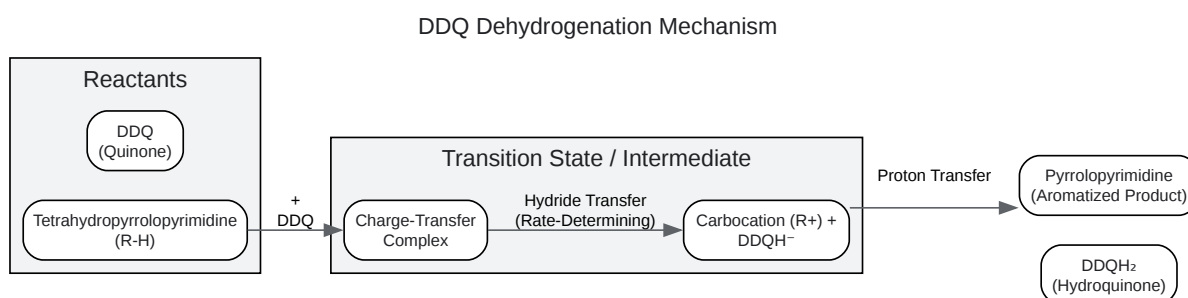 DDQ Dehydrogenation Mechanism
Reactants
DDQ
(Quinone)
Tetrahydropyrrolopyrimidine
(R-H)
+
DDQ
Transition State / Intermediate
Charge-Transfer
Complex
Hydride Transfer
(Rate-Determining)
Carbocation (R+) +
DDQH⁻
Proton Transfer
Pyrrolopyrimidine
(Aromatized Product)
DDQH₂
(Hydroquinone)